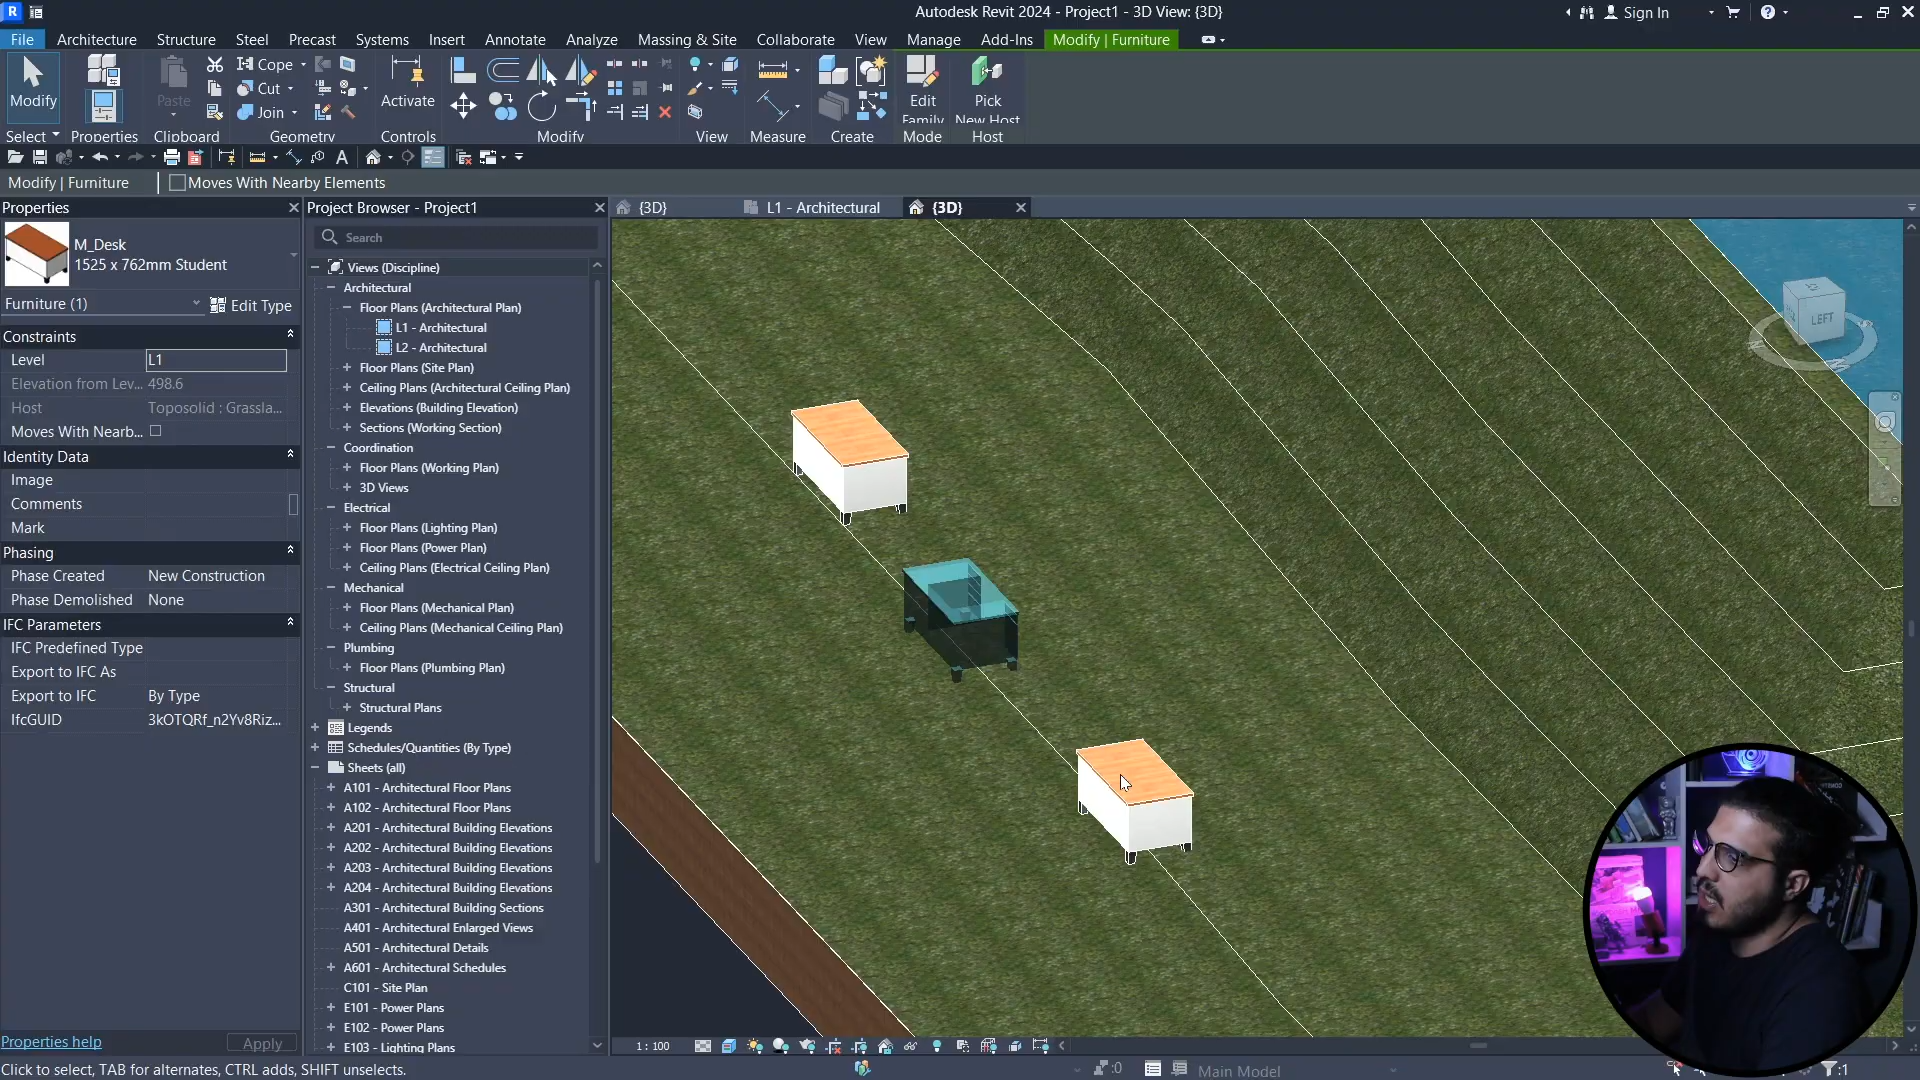 R
Autodesk Revit 2024 - Project1 - 3D View: {3D}
Sign In
File
Architecture
Structure
Steel
Precast
Systems
Insert
Annotate
Analyze
Massing & Site
Collaborate
View
Manage
Add-Ins
Modify | Furniture
Modify
Paste
Cope
Cut
Join
Activate
Edit
Family
Pick
New Host
Select
Properties
Clipboard
Geometry
Controls
Modify
View
Measure
Create
Mode
Host
Modify | Furniture
Moves With Nearby Elements
Properties
M_Desk
1525 x 762mm Student
Furniture (1)
Edit Type
Constraints
Level L1
Elevation from Lev... 498.6
Host Toposolid : Grassla...
Moves With Nearb...
Identity Data
Image
Comments
Mark
Phasing
Phase Created New Construction
Phase Demolished None
IFC Parameters
IFC Predefined Type
Export to IFC As
Export to IFC By Type
IfcGUID 3kOTQRf_n2Yv8Riz...
Properties help
Apply
Project Browser - Project1
Search
Views (Discipline)
Architectural
Floor Plans (Architectural Plan)
L1 - Architectural
L2 - Architectural
Floor Plans (Site Plan)
Ceiling Plans (Architectural Ceiling Plan)
Elevations (Building Elevation)
Sections (Working Section)
Coordination
Floor Plans (Working Plan)
3D Views
Electrical
Floor Plans (Lighting Plan)
Floor Plans (Power Plan)
Ceiling Plans (Electrical Ceiling Plan)
Mechanical
Floor Plans (Mechanical Plan)
Ceiling Plans (Mechanical Ceiling Plan)
Plumbing
Floor Plans (Plumbing Plan)
Structural
Structural Plans
Legends
Schedules/Quantities (By Type)
Sheets (all)
A101 - Architectural Floor Plans
A102 - Architectural Floor Plans
A201 - Architectural Building Elevations
A202 - Architectural Building Elevations
A203 - Architectural Building Elevations
A204 - Architectural Building Elevations
A301 - Architectural Building Sections
A401 - Architectural Enlarged Views
A501 - Architectural Details
A601 - Architectural Schedules
C101 - Site Plan
E101 - Power Plans
E102 - Power Plans
E103 - Lighting Plans
{3D}
L1 - Architectural
{3D}
LEFT
1 : 100
Click to select, TAB for alternates, CTRL adds, SHIFT unselects.
:0
Main Model
:1